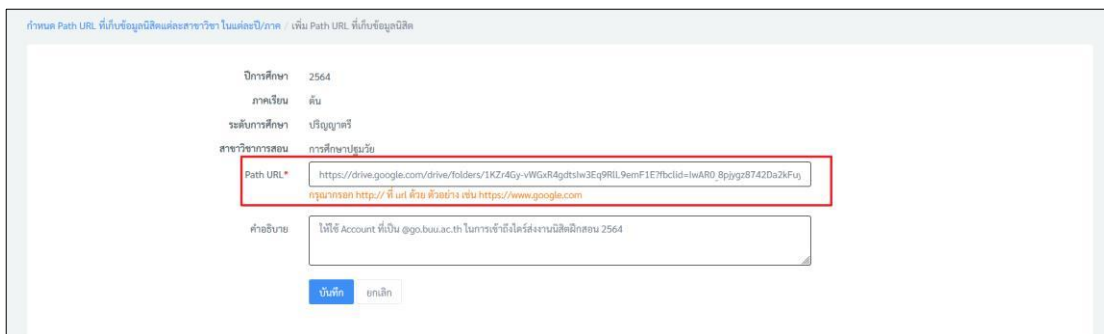 กำหนด Path URL ที่เก็บข้อมูลนิสิตแต่ละสาขาวิชา ในแต่ละปี/ภาค / เพิ่ม Path URL ที่เก็บข้อมูลนิสิต
ปีการศึกษา 2564
ภาคเรียน ต้น
ระดับการศึกษา ปริญญาตรี
สาขาวิชาการสอน การศึกษาปฐมวัย
Path URL* https://drive.google.com/drive/folders/1KZr4Gy-vWGxR4gdtsIw3Eq9RlL9emF1E?fbclid=IwAR0_8pjygz8742Da2kFuy
กรุณากรอก http:// ที่ url ด้วย ตัวอย่าง เช่น https://www.google.com
คำอธิบาย ให้ใช้ Account ที่เป็น @go.buu.ac.th ในการเข้าถึงไดร์ส่งงานนิสิตฝึกสอน 2564
บันทึก ยกเลิก